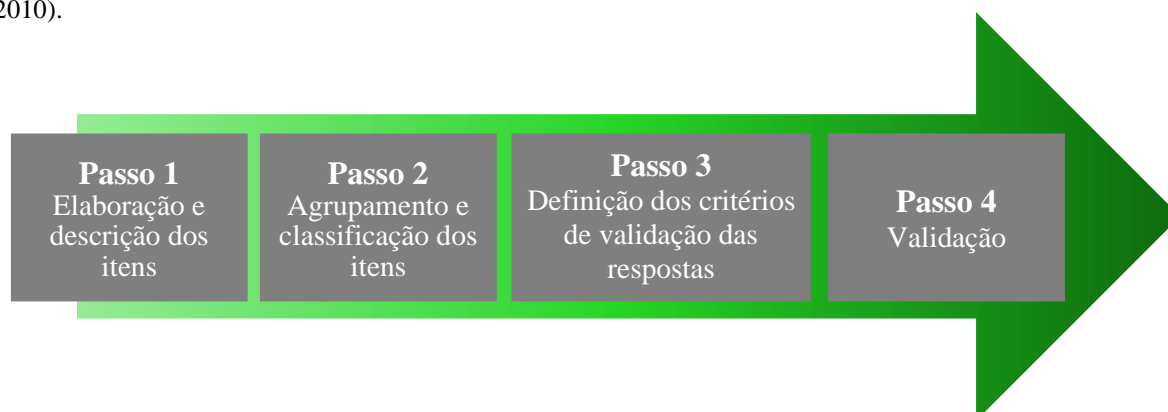 2010).
Passo 1
Elaboração e
descrição dos
itens
Passo 2
Agrupamento e
classificação dos
itens
Passo 3
Definição dos critérios
de validação das
respostas
Passo 4
Validação